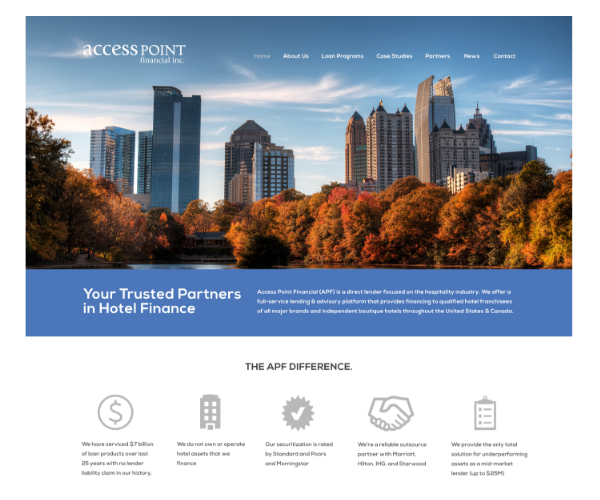 access POINT
financial inc.
Home About Us Loan Programs Case Studies Partners News Contact
Your Trusted Partners
in Hotel Finance
Access Point Financial (APF) is a direct lender focused on the hospitality industry. We offer a
full-service lending & advisory platform that provides financing to qualified hotel franchisees
of all major brands and independent boutique hotels throughout the United States & Canada.
THE APF DIFFERENCE.
We have serviced $7 billion
of loan products over last
25 years with no lender
liability claim in our history.
We do not own or operate
hotel assets that we
finance
Our securitization is rated
by Standard and Poors
and Morningstar
We're a reliable outsource
partner with Marrott,
Hilton, IHG, and Starwood
We provide the only total
solution for underperforming
assets as a mid-market
lender (up to $25M)